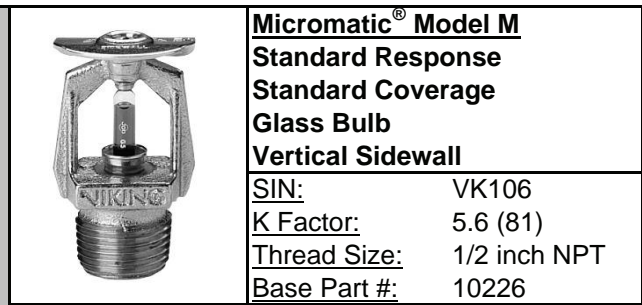 Micromatic® Model M
Standard Response
Standard Coverage
Glass Bulb
Vertical Sidewall
SIN: VK106
K Factor: 5.6 (81)
Thread Size: 1/2 inch NPT
Base Part #: 10226
SIDEWALL
VIKING